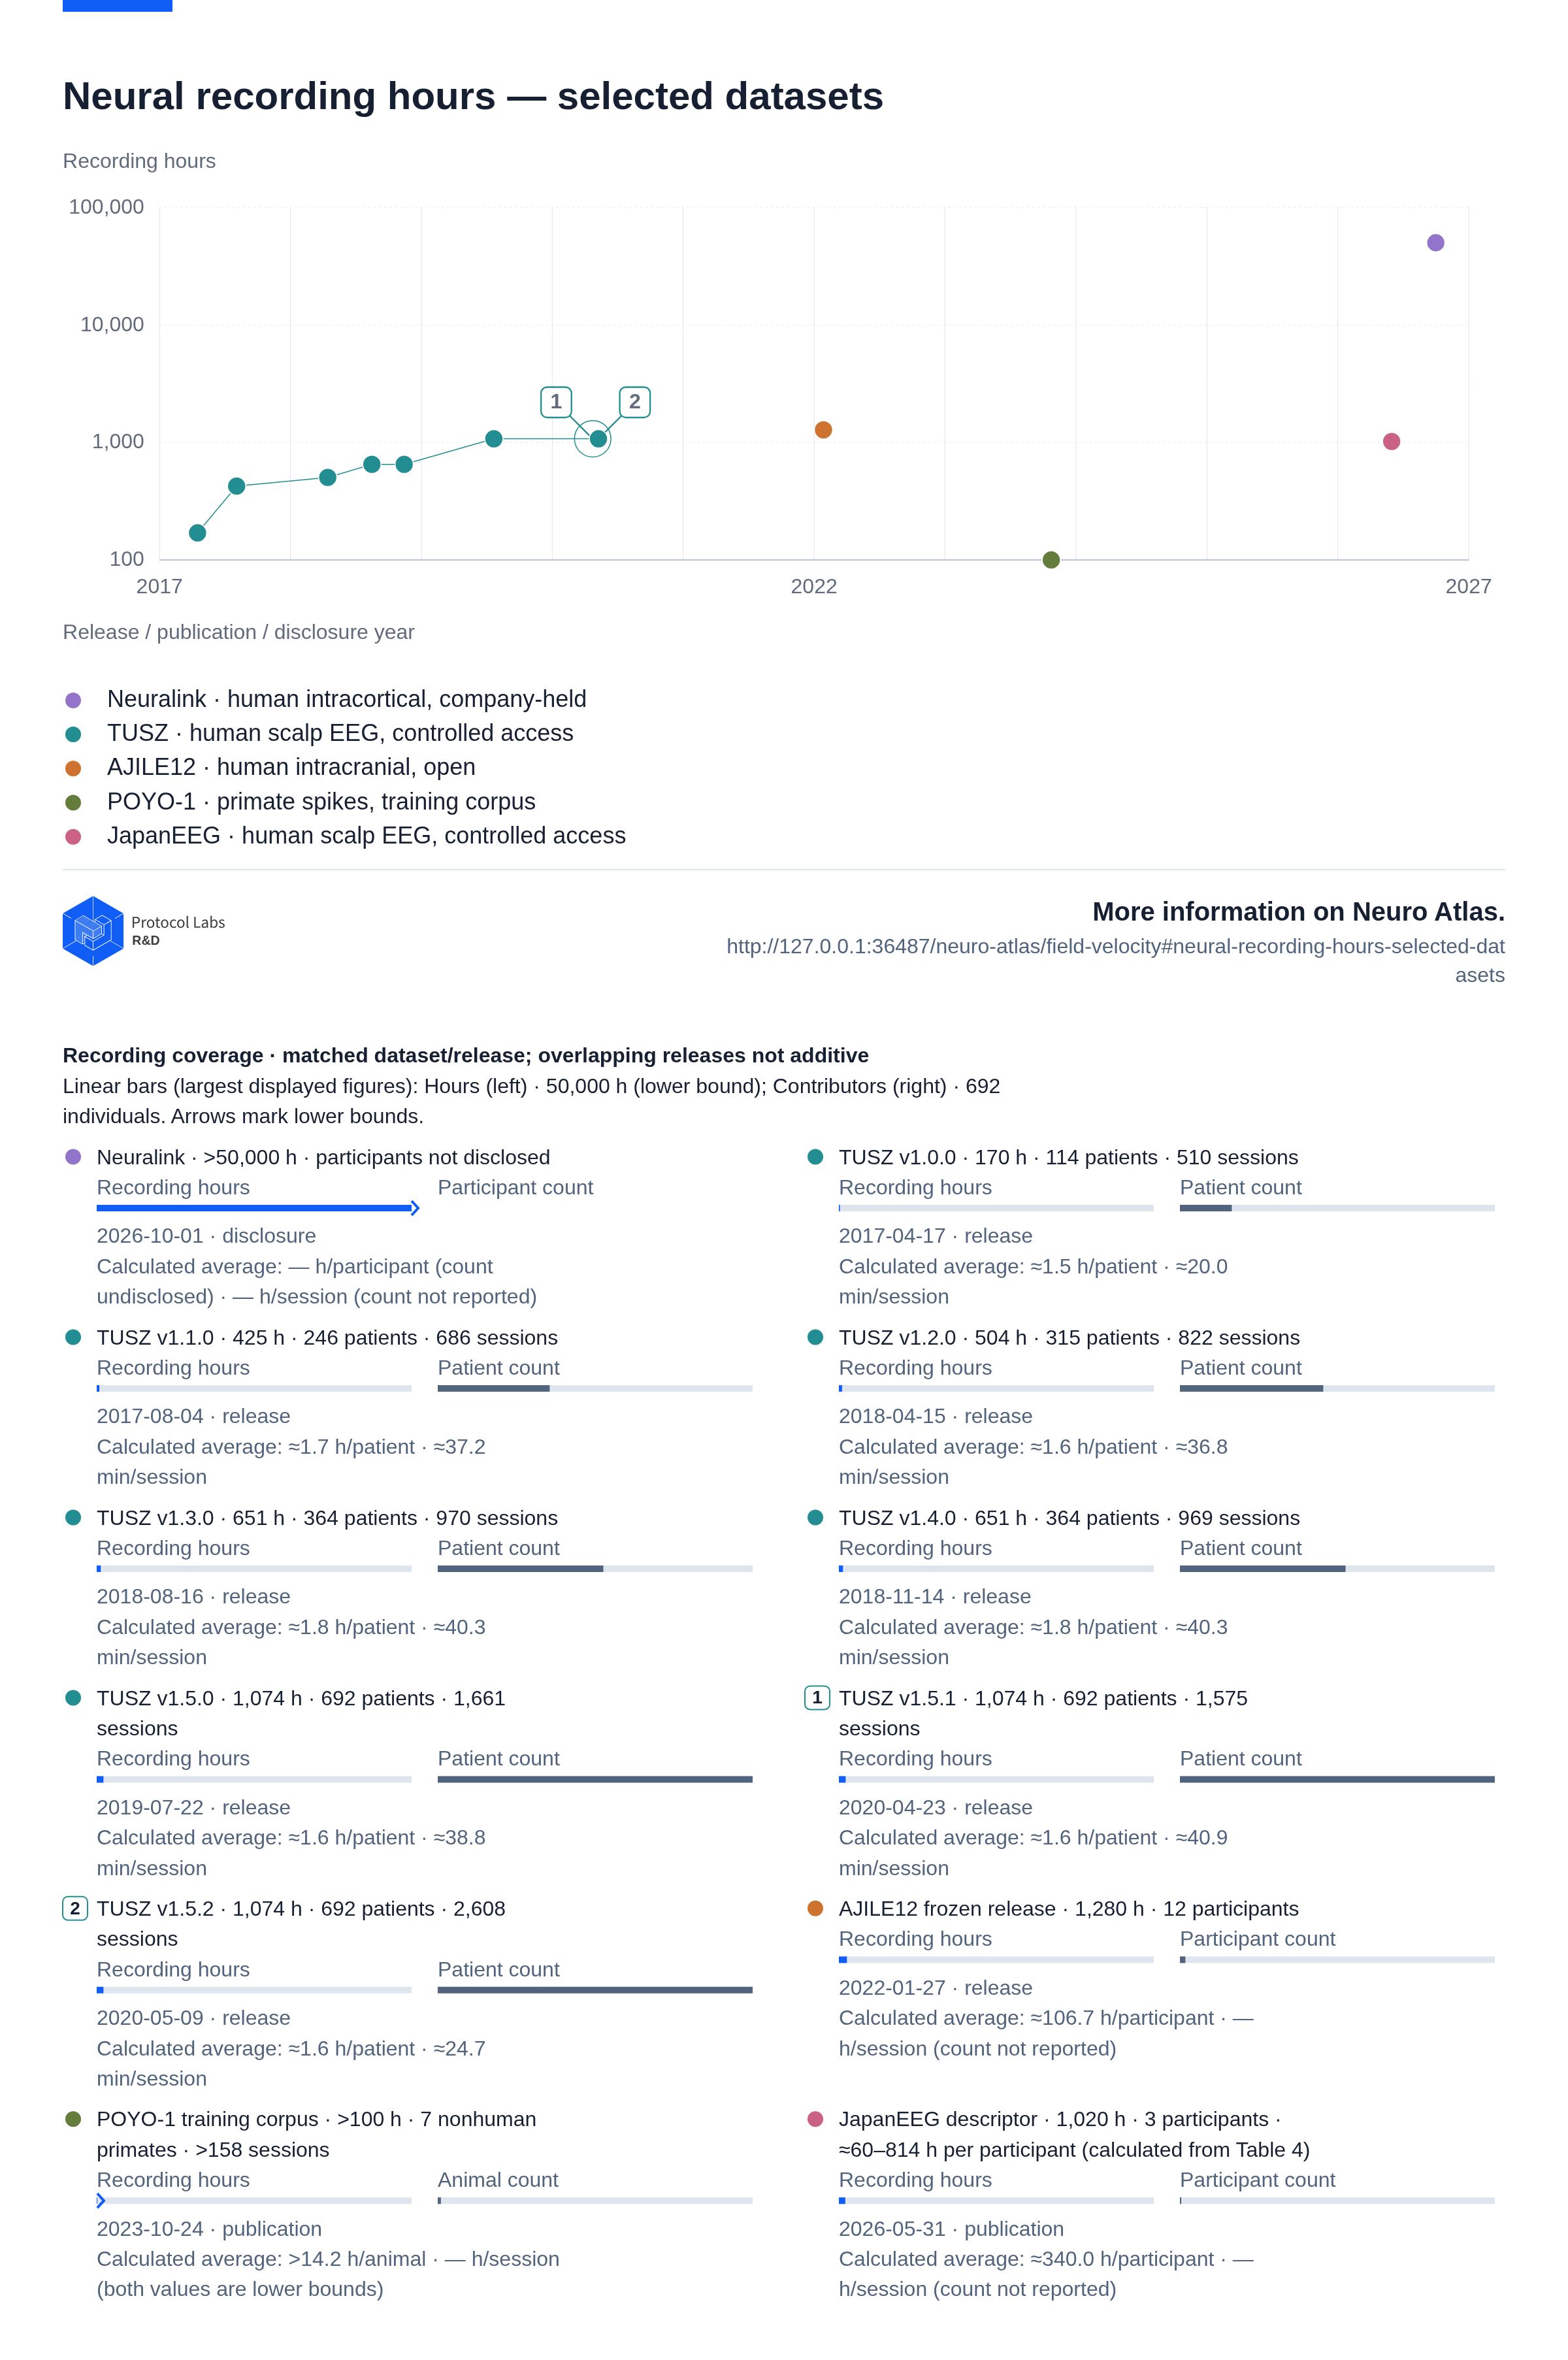 Neural recording hours — selected datasets
Recording hours
100,000
10,000
1,000
100
1
2
2017
2022
2027
Release / publication / disclosure year
Neuralink · human intracortical, company-held
TUSZ · human scalp EEG, controlled access
AJILE12 · human intracranial, open
POYO-1 · primate spikes, training corpus
JapanEEG · human scalp EEG, controlled access
Protocol Labs
R&D
More information on Neuro Atlas.
http://127.0.0.1:36487/neuro-atlas/field-velocity#neural-recording-hours-selected-dat
asets
Recording coverage · matched dataset/release; overlapping releases not additive
Linear bars (largest displayed figures): Hours (left) · 50,000 h (lower bound); Contributors (right) · 692
individuals. Arrows mark lower bounds.
Neuralink · >50,000 h · participants not disclosed
Recording hours
Participant count
2026-10-01 · disclosure
Calculated average: — h/participant (count
undisclosed) · — h/session (count not reported)
TUSZ v1.0.0 · 170 h · 114 patients · 510 sessions
Recording hours
Patient count
2017-04-17 · release
Calculated average: ≈1.5 h/patient · ≈20.0
min/session
TUSZ v1.1.0 · 425 h · 246 patients · 686 sessions
Recording hours
Patient count
2017-08-04 · release
Calculated average: ≈1.7 h/patient · ≈37.2
min/session
TUSZ v1.2.0 · 504 h · 315 patients · 822 sessions
Recording hours
Patient count
2018-04-15 · release
Calculated average: ≈1.6 h/patient · ≈36.8
min/session
TUSZ v1.3.0 · 651 h · 364 patients · 970 sessions
Recording hours
Patient count
2018-08-16 · release
Calculated average: ≈1.8 h/patient · ≈40.3
min/session
TUSZ v1.4.0 · 651 h · 364 patients · 969 sessions
Recording hours
Patient count
2018-11-14 · release
Calculated average: ≈1.8 h/patient · ≈40.3
min/session
TUSZ v1.5.0 · 1,074 h · 692 patients · 1,661
sessions
Recording hours
Patient count
2019-07-22 · release
Calculated average: ≈1.6 h/patient · ≈38.8
min/session
1 TUSZ v1.5.1 · 1,074 h · 692 patients · 1,575
sessions
Recording hours
Patient count
2020-04-23 · release
Calculated average: ≈1.6 h/patient · ≈40.9
min/session
2 TUSZ v1.5.2 · 1,074 h · 692 patients · 2,608
sessions
Recording hours
Patient count
2020-05-09 · release
Calculated average: ≈1.6 h/patient · ≈24.7
min/session
AJILE12 frozen release · 1,280 h · 12 participants
Recording hours
Participant count
2022-01-27 · release
Calculated average: ≈106.7 h/participant · —
h/session (count not reported)
POYO-1 training corpus · >100 h · 7 nonhuman
primates · >158 sessions
Recording hours
Animal count
2023-10-24 · publication
Calculated average: >14.2 h/animal · — h/session
(both values are lower bounds)
JapanEEG descriptor · 1,020 h · 3 participants ·
≈60–814 h per participant (calculated from Table 4)
Recording hours
Participant count
2026-05-31 · publication
Calculated average: ≈340.0 h/participant · —
h/session (count not reported)